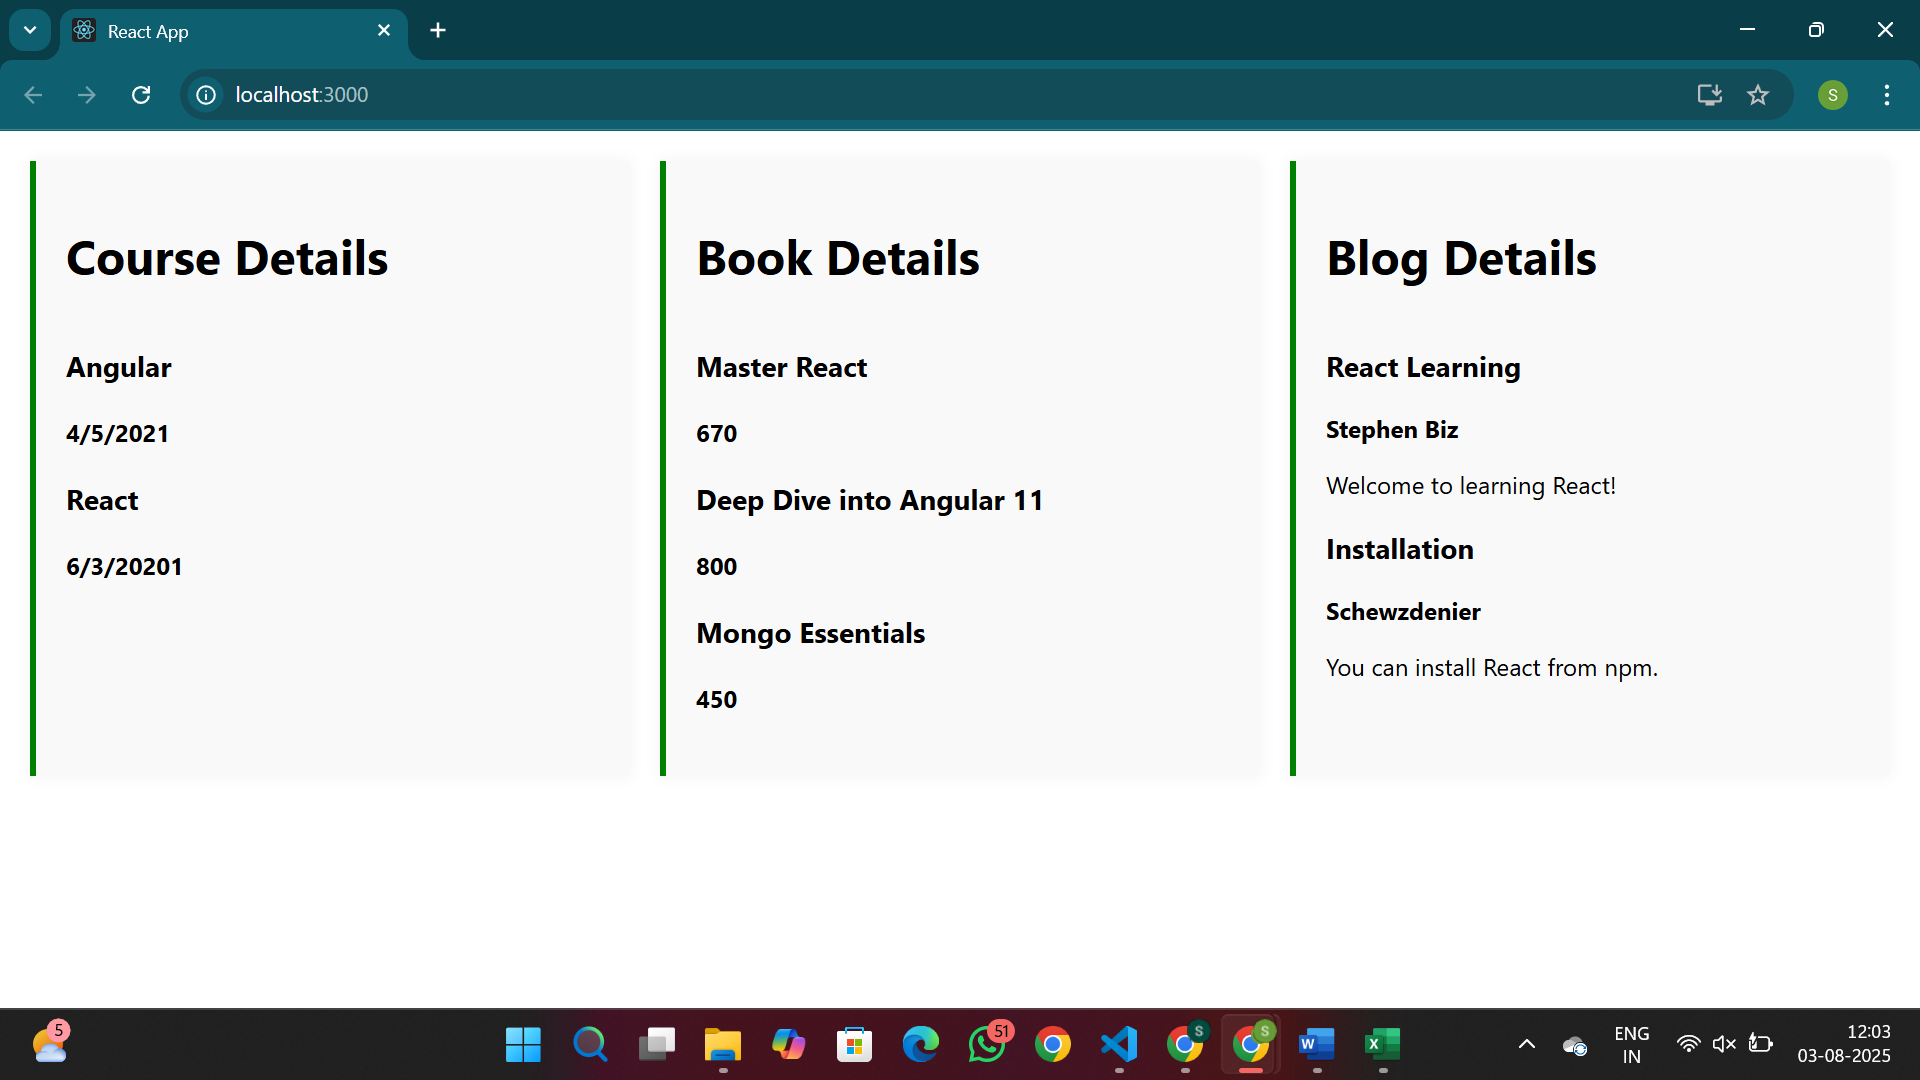 React App
localhost:3000
S
Course Details
Angular
4/5/2021
React
6/3/20201
Book Details
Master React
670
Deep Dive into Angular 11
800
Mongo Essentials
450
Blog Details
React Learning
Stephen Biz
Welcome to learning React!
Installation
Schewzdenier
You can install React from npm.
5
51
S
S
W
X
ENG
IN
12:03
03-08-2025